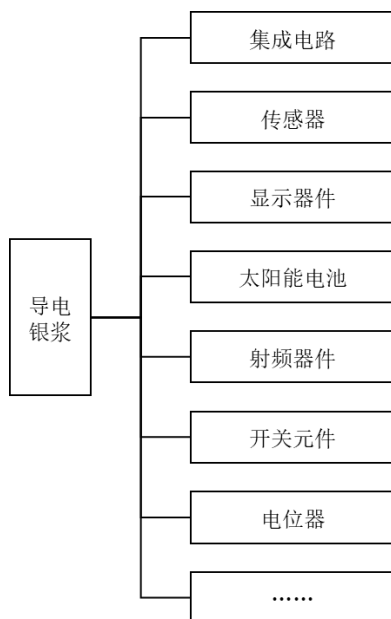 集成电路
传感器
显示器件
太阳能电池
导电
银浆
射频器件
开关元件
电位器
……